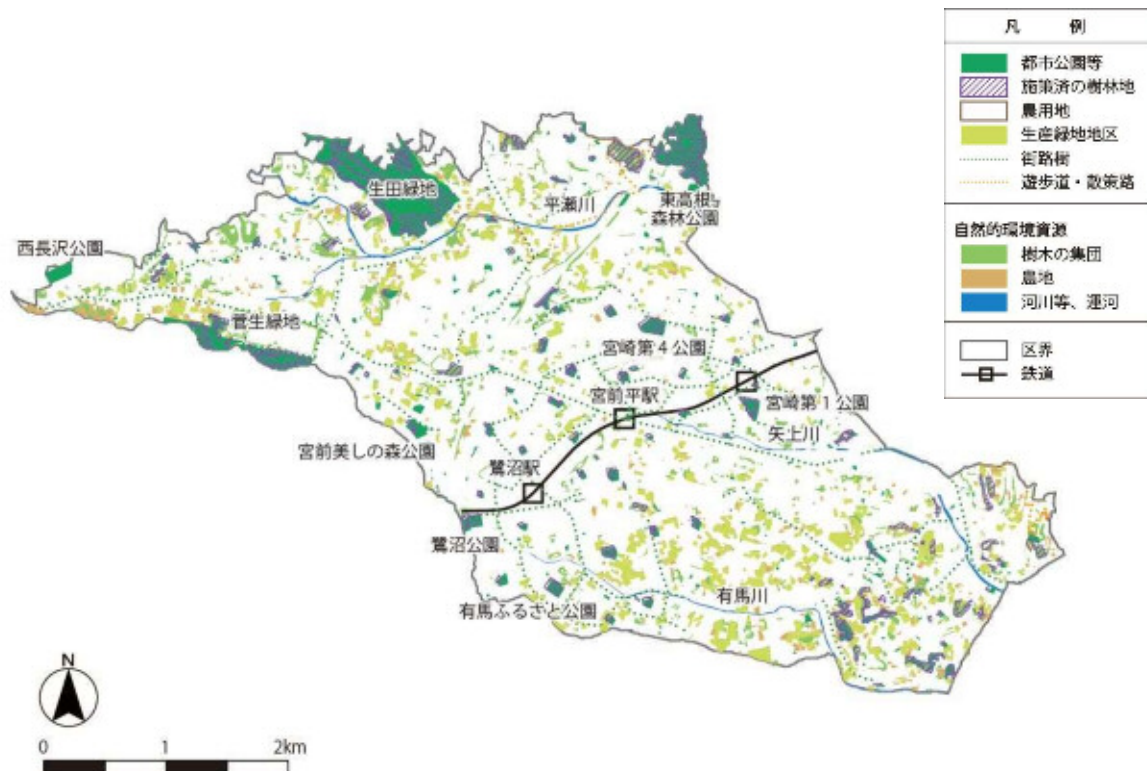 凡 例
都市公園等
施策済の樹林地
農用地
生産緑地地区
街路樹
遊歩道・散策路
自然的環境資源
樹木の集団
農地
河川等、運河
区界
鉄道
生田緑地
平瀬川
東高根
森林公園
西長沢公園
菅生緑地
宮崎第4公園
宮前平駅
宮崎第1公園
矢上川
宮前美しの森公園
鷺沼駅
鷺沼公園
有馬ふるさと公園
有馬川
N
0 1 2km